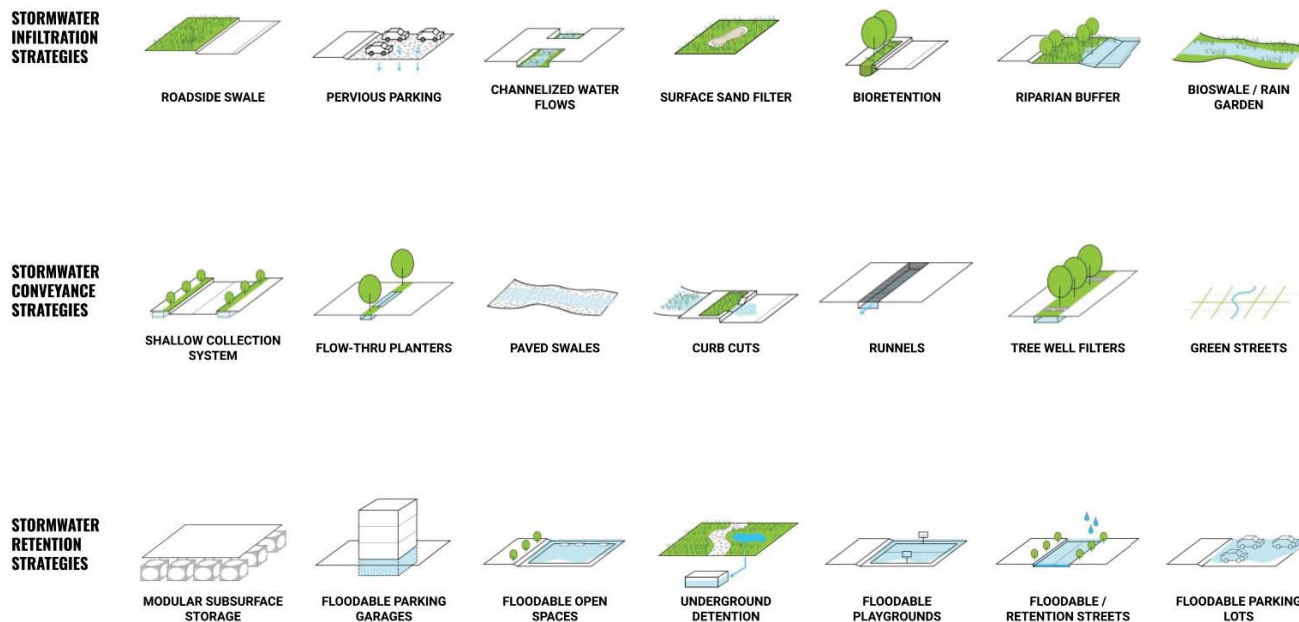 STORMWATER
INFILTRATION
STRATEGIES
ROADSIDE SWALE
PERVIOUS PARKING
CHANNELIZED WATER
FLOWS
SURFACE SAND FILTER
BIORETENTION
RIPARIAN BUFFER
BIOSWALE / RAIN
GARDEN
STORMWATER
CONVEYANCE
STRATEGIES
SHALLOW COLLECTION
SYSTEM
FLOW-THRU PLANTERS
PAVED SWALES
CURB CUTS
RUNNELS
TREE WELL FILTERS
GREEN STREETS
STORMWATER
RETENTION
STRATEGIES
MODULAR SUBSURFACE
STORAGE
FLOODABLE PARKING
GARAGES
FLOODABLE OPEN
SPACES
UNDERGROUND
DETENTION
FLOODABLE
PLAYGROUNDS
FLOODABLE /
RETENTION STREETS
FLOODABLE PARKING
LOTS